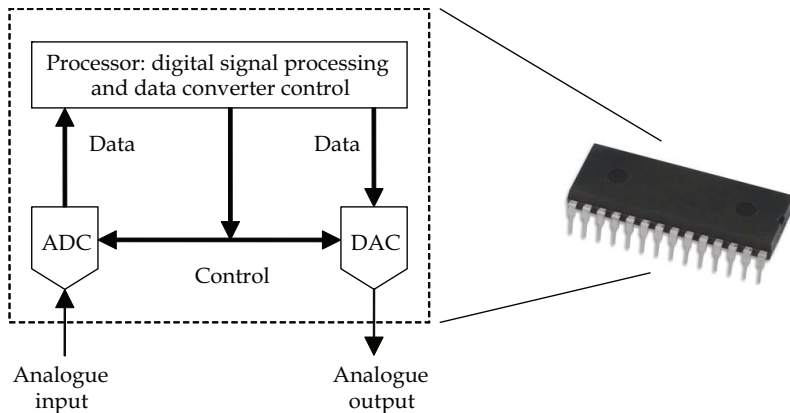 Processor: digital signal processing
and data converter control
Data
Data
ADC
DAC
Control
Analogue
input
Analogue
output